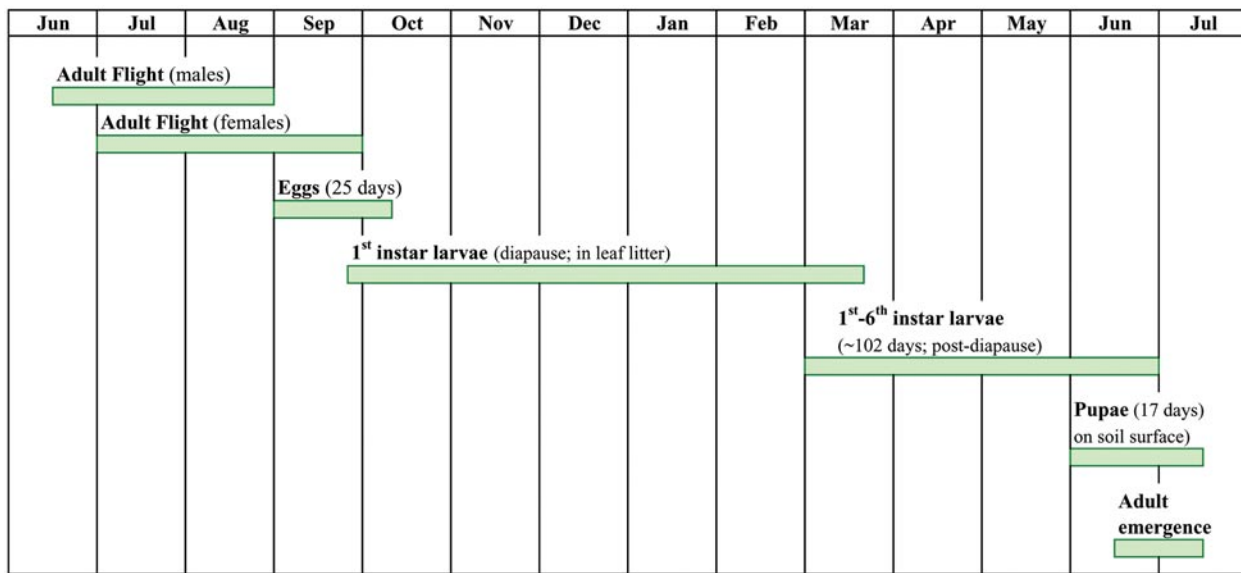 Jun Jul Aug Sep Oct Nov Dec Jan Feb Mar Apr May Jun Jul
Adult Flight (males)
Adult Flight (females)
Eggs (25 days)
1st instar larvae (diapause; in leaf litter)
1st-6th instar larvae
(~102 days; post-diapause)
Pupae (17 days)
on soil surface)
Adult
emergence